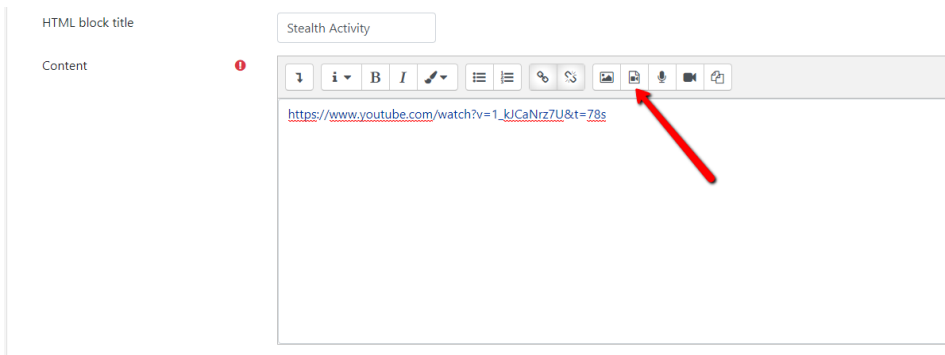 HTML block title
Stealth Activity
Content
B I
https://www.youtube.com/watch?v=1_kJCaNrz7U&t=78s